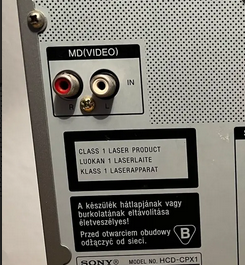 MD(VIDEO)
IN
R L
CLASS 1 LASER PRODUCT
LUOKAN 1 LASERLAITE
KLASS 1 LASERAPPARAT
A készülék hátlapjának vagy
burkolatának eltávolítása
életveszélyes!
Przed otwarciem obudowy
odłączyć od sieci.
B
SONY® MODEL NO. HCD-CPX1